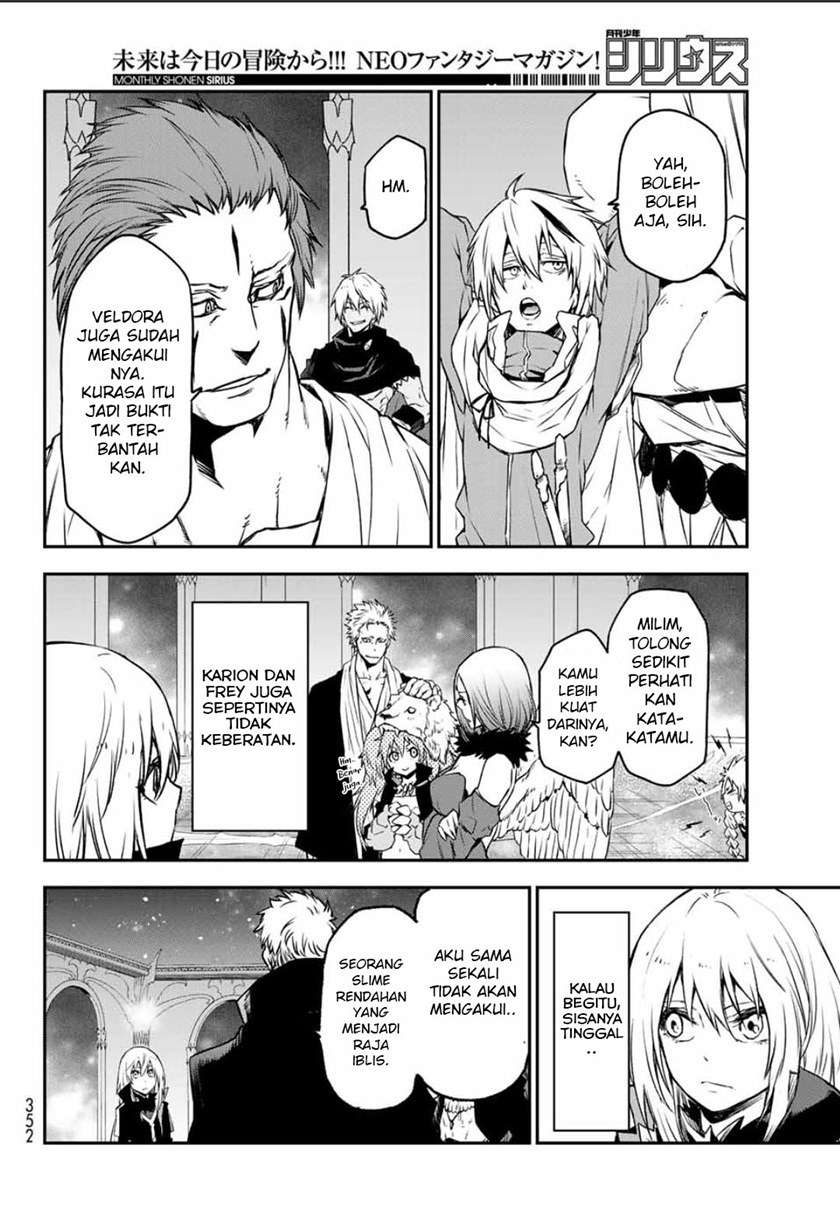 未来は今日の冒険から!!! NEOファンタジーマガジン!
月刊少年
シリウス
MONTHLY SHONEN SIRIUS
YAH,
BOLEH-
BOLEH
AJA, SIH.
HM.
VELDORA
JUGA SUDAH
MENGAKUI
NYA.
KURASA ITU
JADI BUKTI
TAK TER-
BANTAH
KAN.
MILIM,
TOLONG
SEDIKIT
PERHATI
KAN
KATA-
KATAMU.
KAMU
LEBIH
KUAT
DARINYA,
KAN?
Hm..
Benar
juga.
KARION DAN
FREY JUGA
SEPERTINYA
TIDAK
KEBERATAN.
KALAU
BEGITU,
SISANYA
TINGGAL
..
AKU SAMA
SEKALI
TIDAK AKAN
MENGAKUI..
SEORANG
SLIME
RENDAHAN
YANG
MENJADI
RAJA
IBLIS.
352